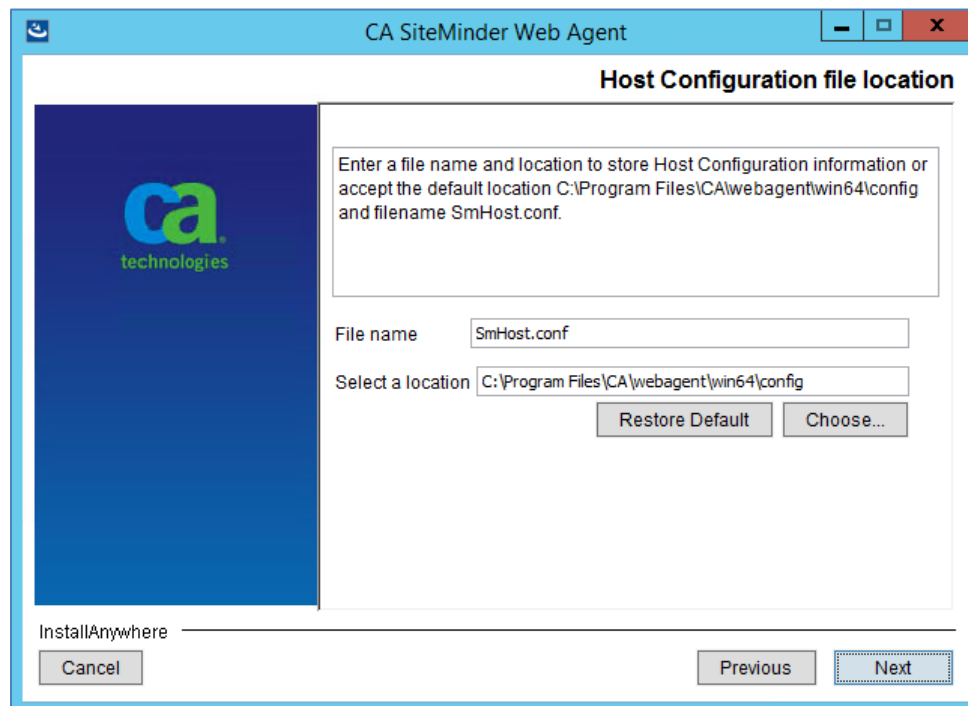 CA SiteMinder Web Agent
Host Configuration file location
ca
technologies
Enter a file name and location to store Host Configuration information or
accept the default location C:\Program Files\CA\webagent\win64\config
and filename SmHost.conf.
File name SmHost.conf
Select a location C:\Program Files\CA\webagent\win64\config
Restore Default Choose...
InstallAnywhere
Cancel Previous Next